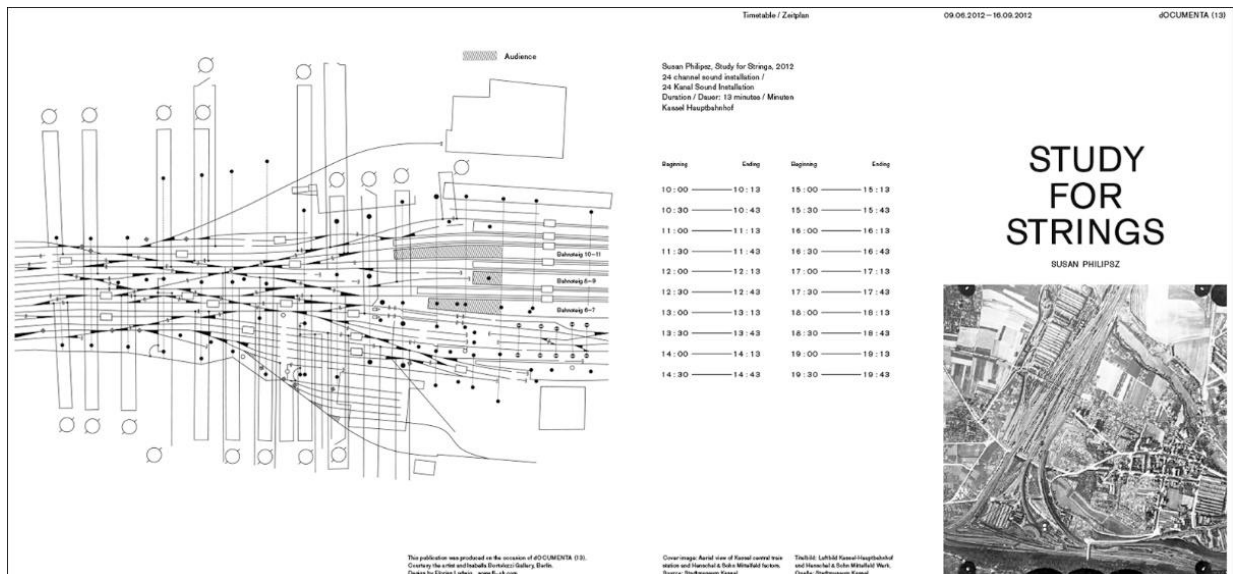 Timetable / Zeitplan
09.06.2012—16.09.2012
dOCUMENTA (13)
Audience
Bahnsteig 10–11
Bahnsteig 8–9
Bahnsteig 6–7
This publication was produced on the occasion of dOCUMENTA (13).
Courtesy the artist and Isabella Bortolozzi Gallery, Berlin.
Susan Philipsz, Study for Strings, 2012
24 channel sound installation /
24 Kanal Sound Installation
Duration / Dauer: 13 minutes / Minuten
Kassel Hauptbahnhof
Beginning Ending Beginning Ending
10:00 — 10:13 15:00 — 15:13
10:30 — 10:43 15:30 — 15:43
11:00 — 11:13 16:00 — 16:13
11:30 — 11:43 16:30 — 16:43
12:00 — 12:13 17:00 — 17:13
12:30 — 12:43 17:30 — 17:43
13:00 — 13:13 18:00 — 18:13
13:30 — 13:43 18:30 — 18:43
14:00 — 14:13 19:00 — 19:13
14:30 — 14:43 19:30 — 19:43
Cover image: Aerial view of Kassel central train
station and Henschel & Sohn Mittelfeld factory.
Titelbild: Luftbild Kassel-Hauptbahnhof
und Henschel & Sohn Mittelfeld Werk.
STUDY
FOR
STRINGS
SUSAN PHILIPSZ